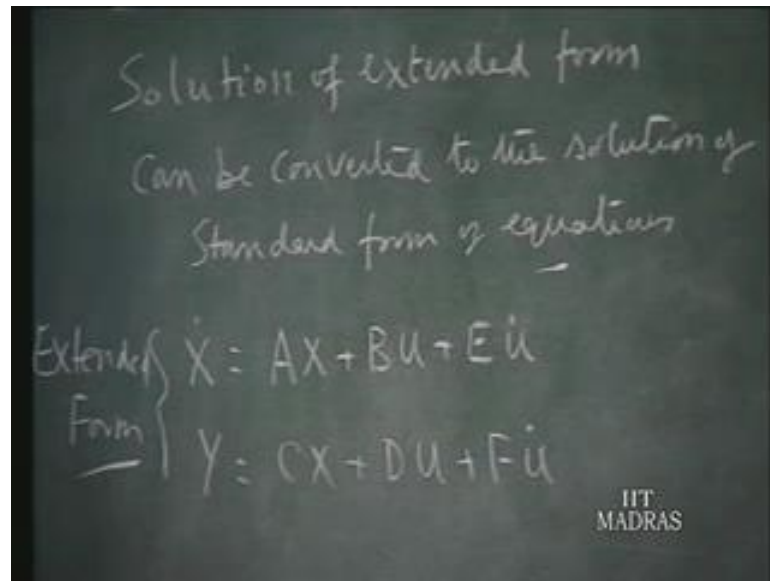 Solution of extended form
can be converted to the solution of
Standard form of equations
Extended Form { Ẋ = AX + BU + Eu̇
Y = CX + DU + Fu̇
IIT
MADRAS